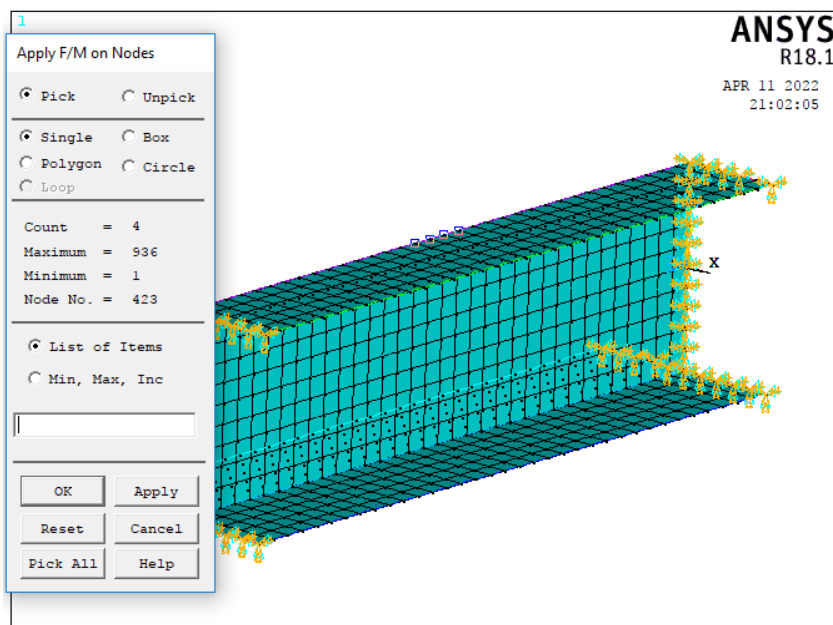 1
ANSYS
R18.1
APR 11 2022
21:02:05
Apply F/M on Nodes
Pick Unpick
Single Box
Polygon Circle
Loop
Count = 4
Maximum = 936
Minimum = 1
Node No. = 423
List of Items
Min, Max, Inc
OK Apply
Reset Cancel
Pick All Help
X